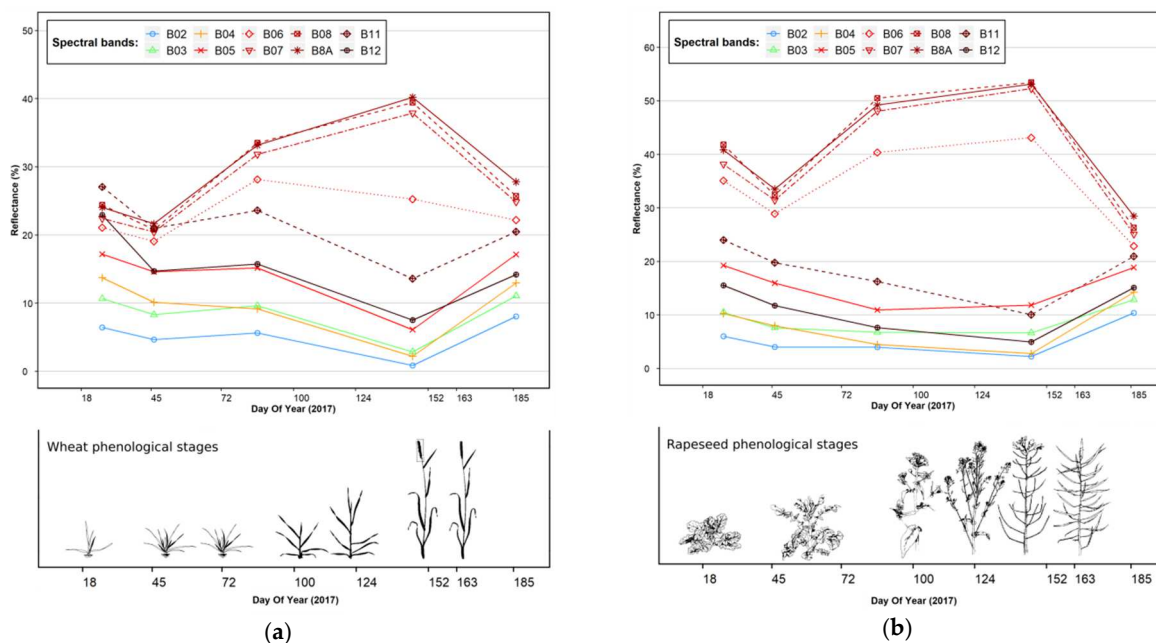 50
40
30
20
10
0
Reflectance (%)
Spectral bands:
B02 B04 B06 B08 B11
B03 B05 B07 B8A B12
18 45 72 100 124 152 163 185
Day Of Year (2017)
Wheat phenological stages
18 45 72 100 124 152 163 185
Day Of Year (2017)
(a)
60
50
40
30
20
10
0
Reflectance (%)
Spectral bands:
B02 B04 B06 B08 B11
B03 B05 B07 B8A B12
18 45 72 100 124 152 163 185
Day Of Year (2017)
Rapeseed phenological stages
18 45 72 100 124 152 163 185
Day Of Year (2017)
(b)